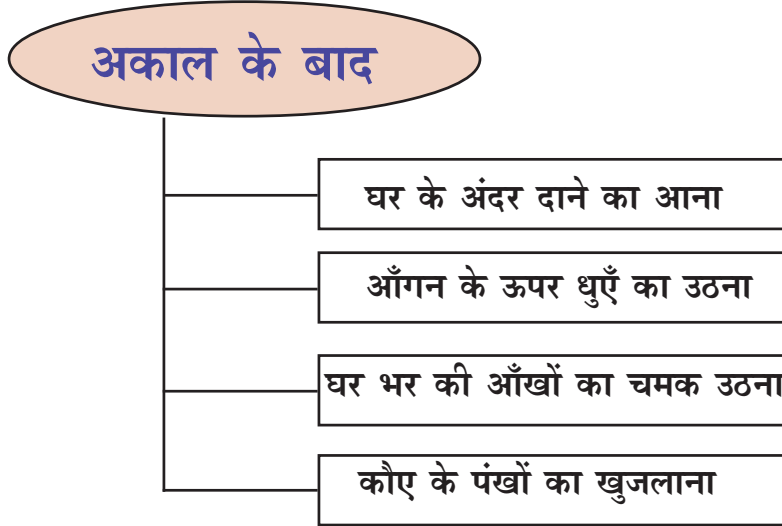 अकाल के बाद
घर के अंदर दाने का आना
आँगन के ऊपर धुएँ का उठना
घर भर की आँखों का चमक उठना
कौए के पंखों का खुजलाना